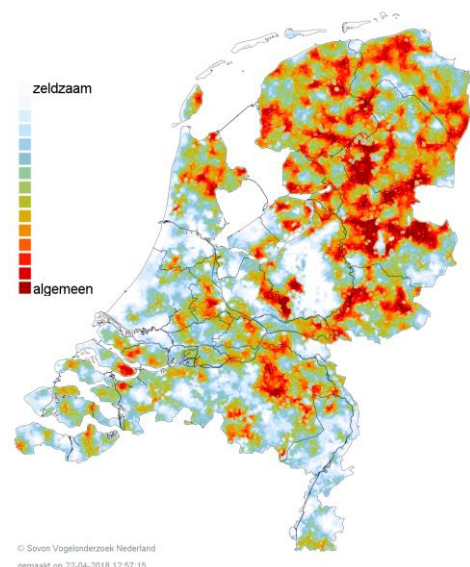 zeldzaam
algemeen
© Sovon Vogelonderzoek Nederland
gemaakt op 22-04-2018 12:57:15